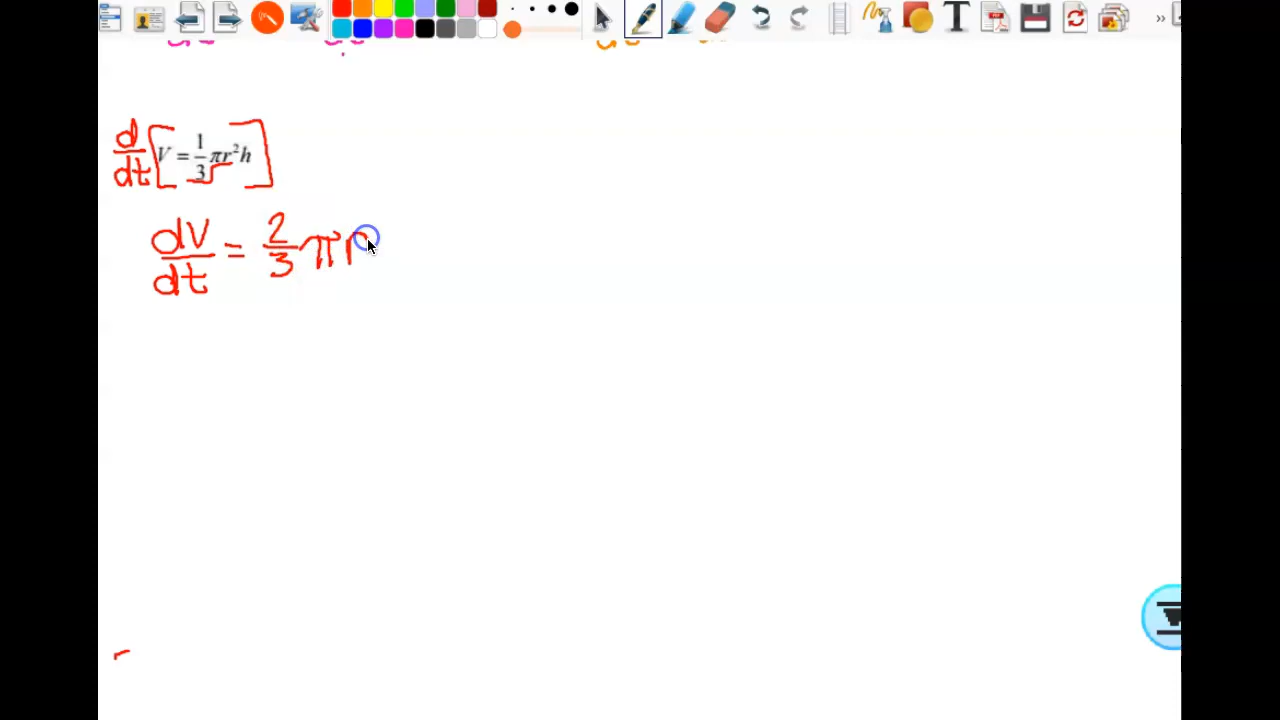 d/dt [V = 1/3 πr²h]
dV/dt = 2/3 πr